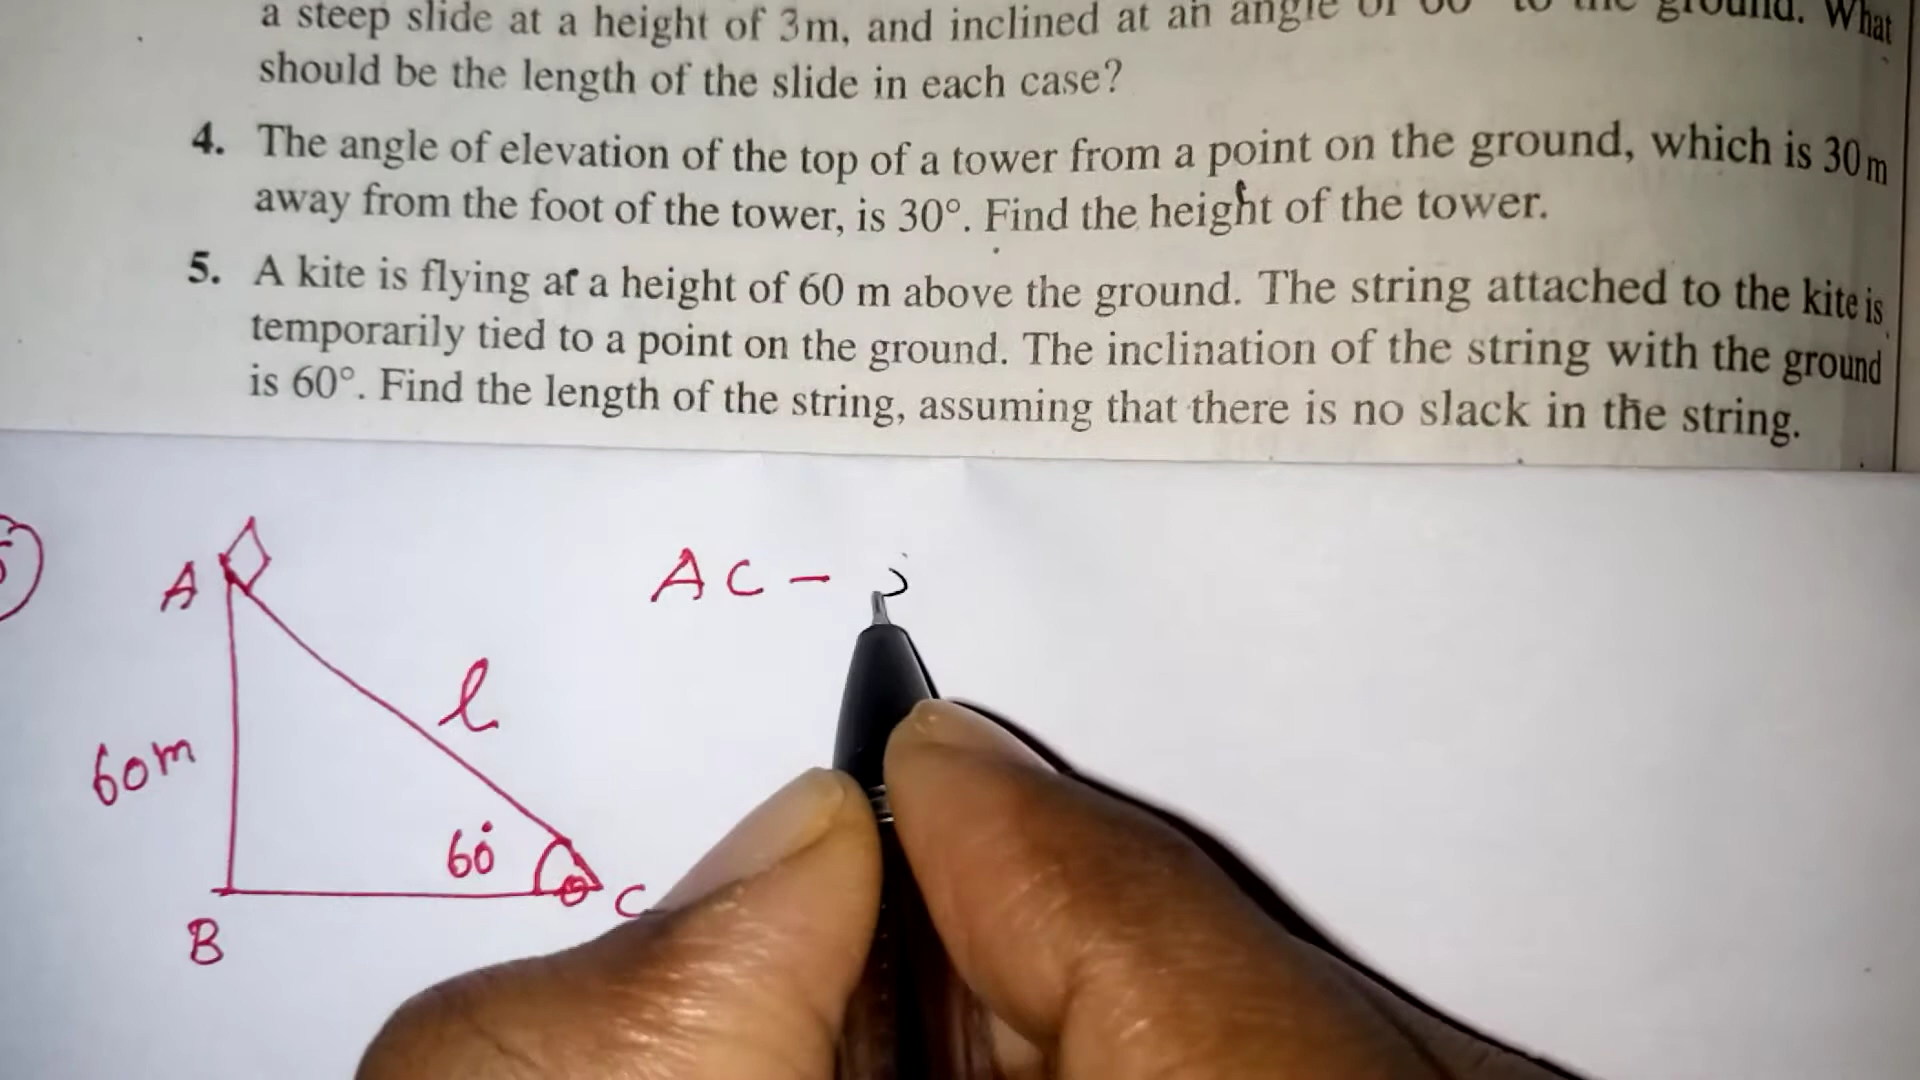 a steep slide at a height of 3m, and inclined at an angle to the ground. What
should be the length of the slide in each case?
4. The angle of elevation of the top of a tower from a point on the ground, which is 30m
away from the foot of the tower, is 30°. Find the height of the tower.
5. A kite is flying at a height of 60 m above the ground. The string attached to the kite is
temporarily tied to a point on the ground. The inclination of the string with the ground
is 60°. Find the length of the string, assuming that there is no slack in the string.
A
AC –
l
60m
60°
C
B